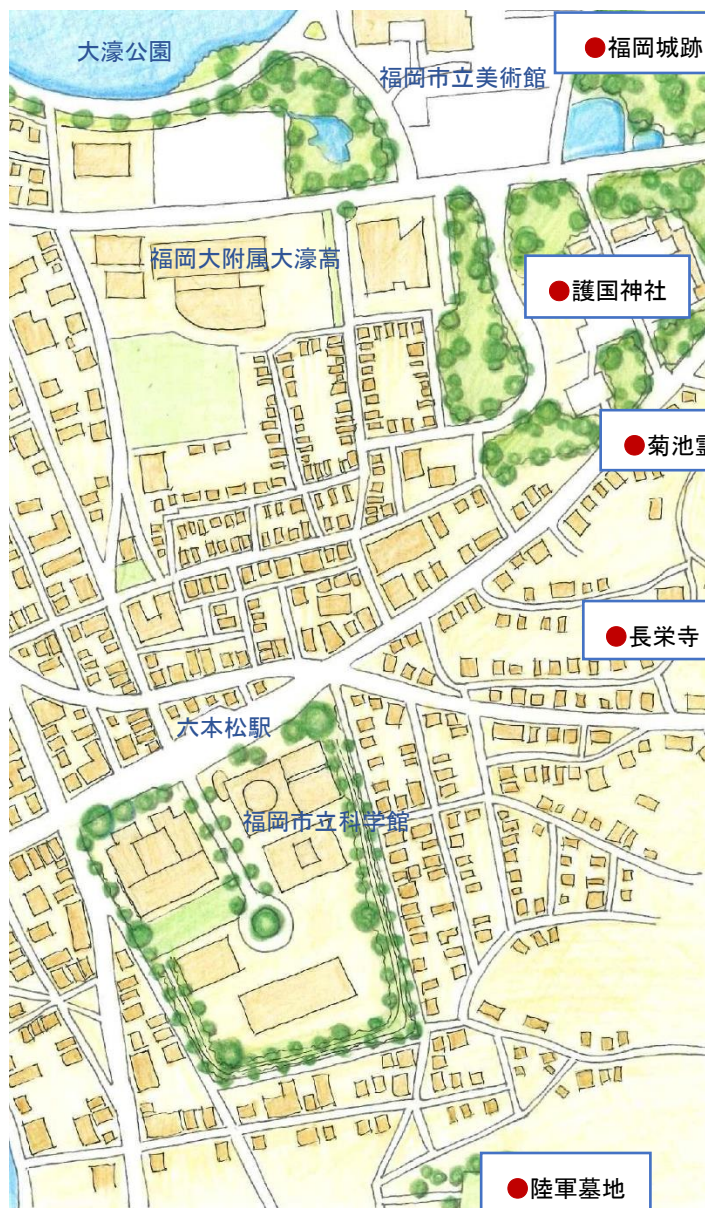 大濠公園
●福岡城跡
福岡市立美術館
福岡大附属大濠高
●護国神社
●菊池霊
●長栄寺
六本松駅
福岡市立科学館
●陸軍墓地